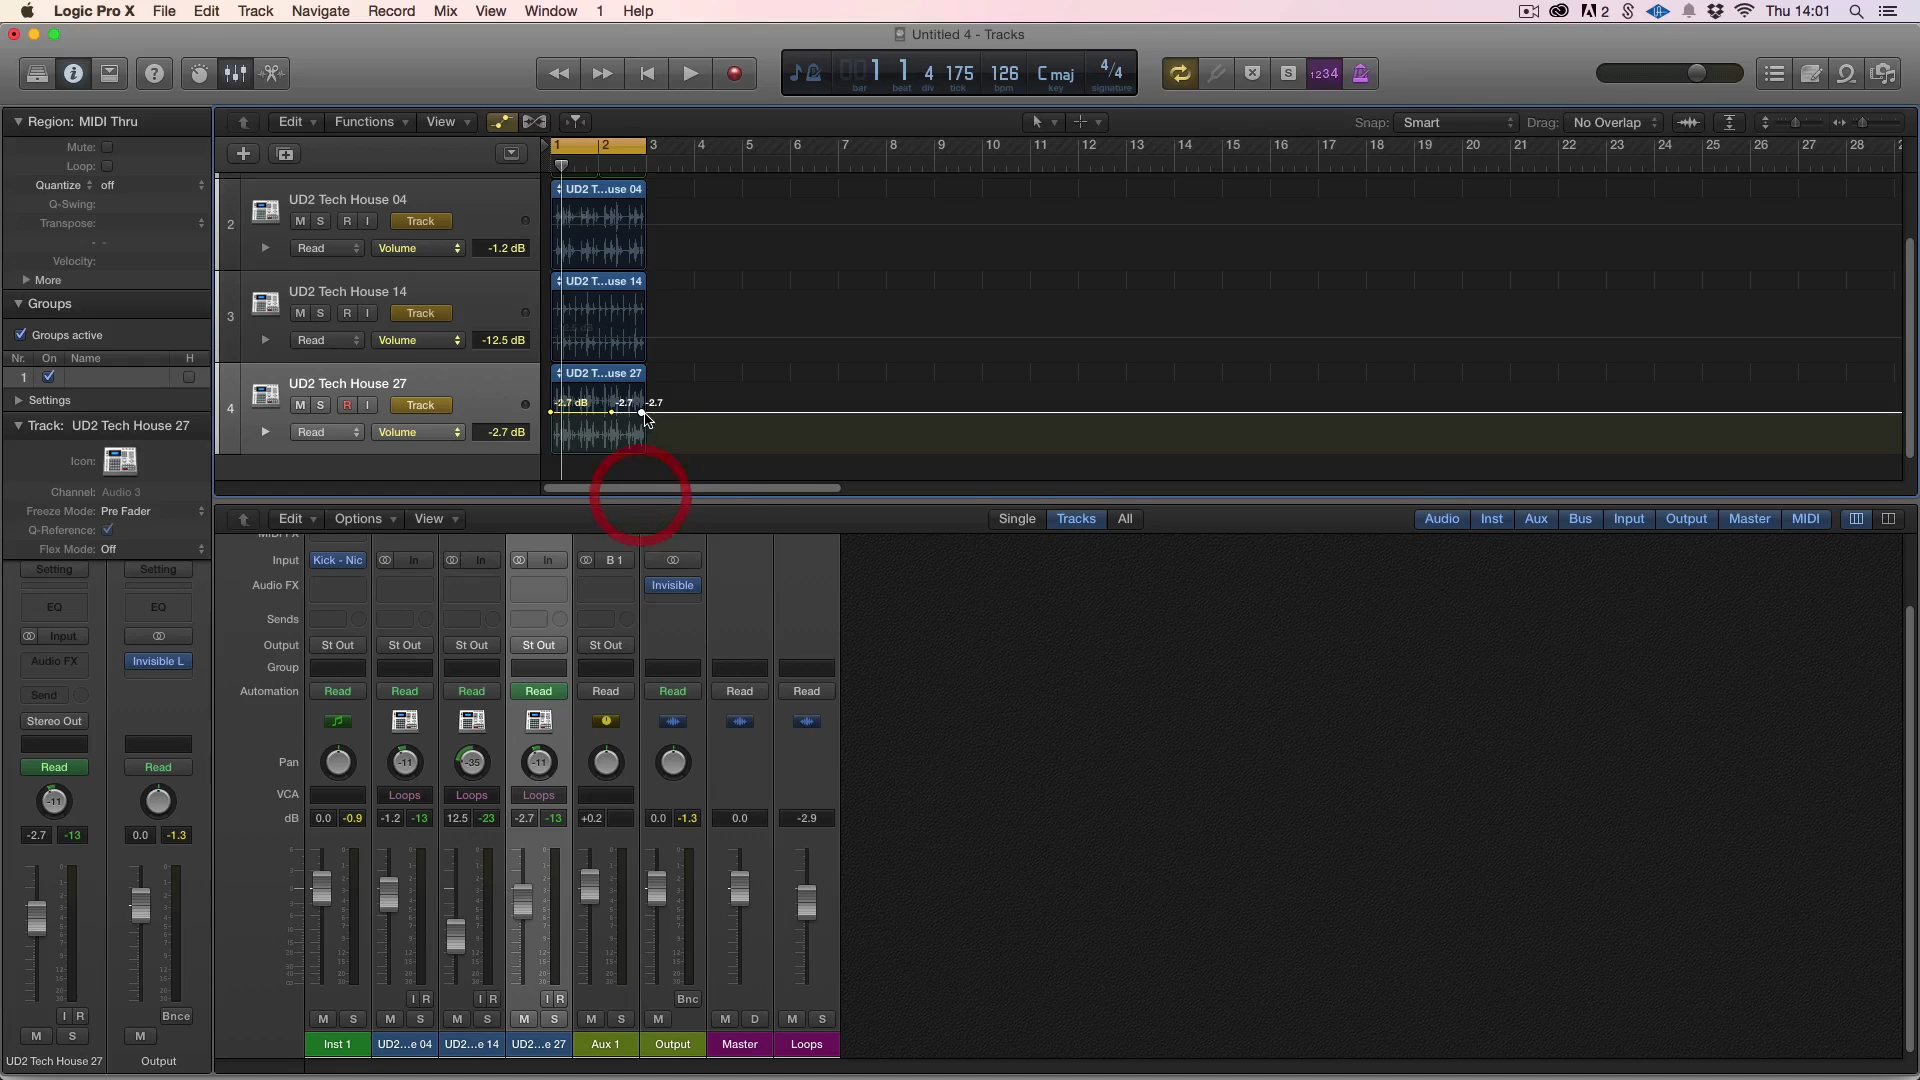 Logic Pro X File Edit Track Navigate Record Mix View Window 1 Help 2 Thu 14:01
Untitled 4 - Tracks
1 1 4 175 126 C maj 4/4
bar beat div tick bpm key signature
1234
Region: MIDI Thru
Edit Functions View Snap: Smart Drag: No Overlap
Mute:
1 2 3 4 5 6 7 8 9 10 11 12 13 14 15 16 17 18 19 20 21 22 23 24 25 26 27 28
Loop:
Quantize off
Q-Swing:
Transpose:
Velocity:
More
2 UD2 Tech House 04 UD2 T...use 04
M S R I Track
Read Volume -1.2 dB
Groups
Groups active
Nr. On Name H
1
Settings
3 UD2 Tech House 14 UD2 T...use 14
M S R I Track
Read Volume -12.5 dB
4 UD2 Tech House 27 UD2 T...use 27
M S R I Track -2.7 dB -2.7 -2.7
Read Volume -2.7 dB
Track: UD2 Tech House 27
Icon:
Channel: Audio 3
Freeze Mode: Pre Fader
Q-Reference:
Flex Mode: Off
Edit Options View Single Tracks All Audio Inst Aux Bus Input Output Master MIDI
Input Kick - Nic In In In B 1
Audio FX Invisible
Sends
Output St Out St Out St Out St Out St Out
Group
Automation Read Read Read Read Read Read Read Read
Pan -11 -35 -11
VCA Loops Loops Loops
dB 0.0 -0.9 -1.2 -13 12.5 -23 -2.7 -13 +0.2 0.0 -1.3 0.0 -2.9
I R I R I R Bnc
M S M S M S M S M S M M D M S
Inst 1 UD2...e 04 UD2...e 14 UD2...e 27 Aux 1 Output Master Loops
Setting Setting
EQ EQ
Input
Audio FX Invisible L
Send
Stereo Out
Read Read
-11
-2.7 -13 0.0 -1.3
I R Bnce
M S M
UD2 Tech House 27 Output